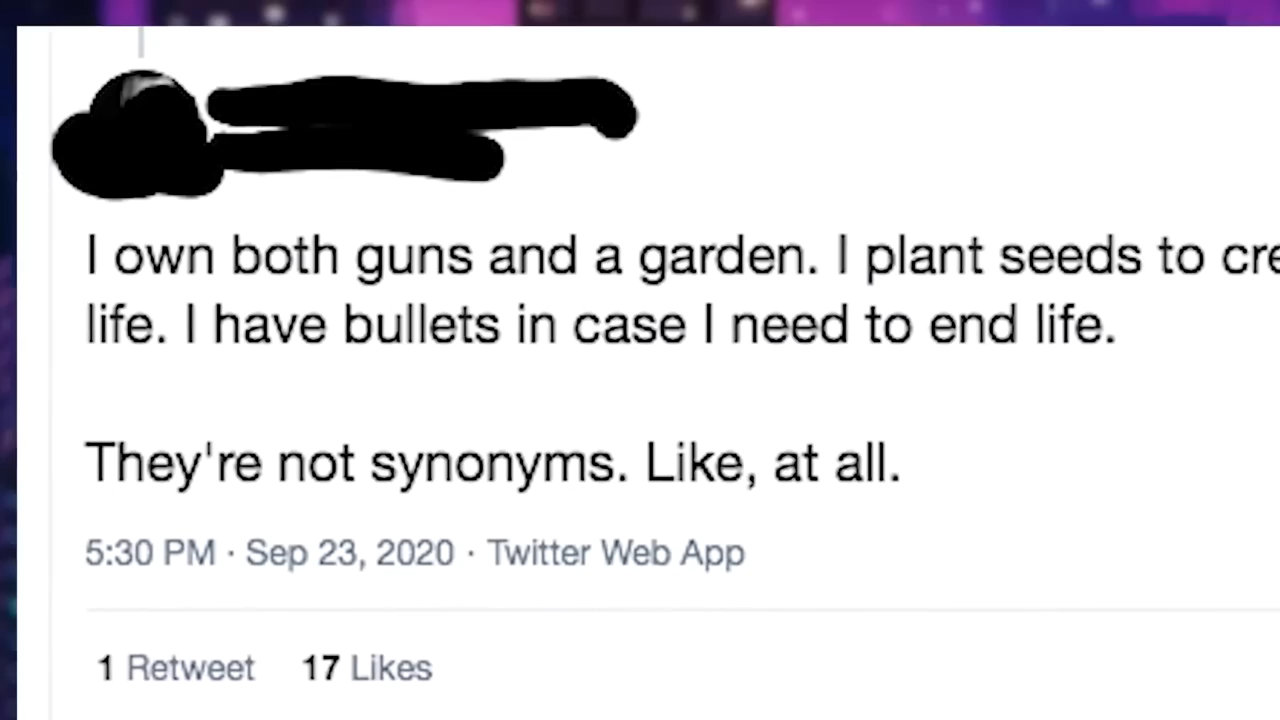 I own both guns and a garden. I plant seeds to
life. I have bullets in case I need to end life.
They're not synonyms. Like, at all.
5:30 PM · Sep 23, 2020 · Twitter Web App
1 Retweet 17 Likes